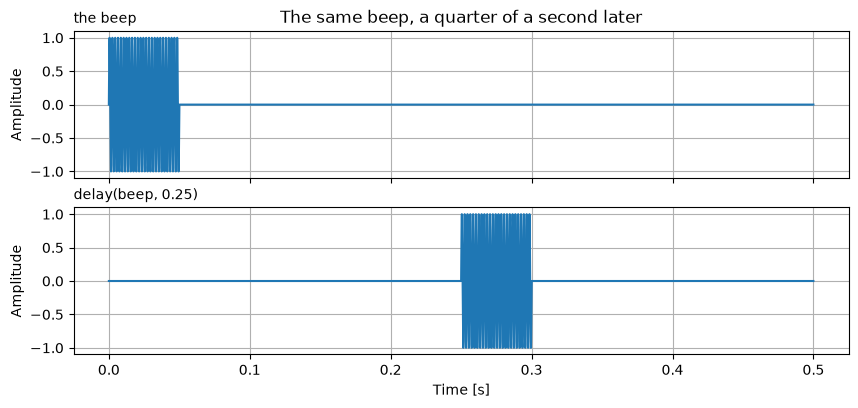 The same beep, a quarter of a second later
the beep
1.0
0.5
0.0
−0.5
−1.0
Amplitude
delay(beep, 0.25)
1.0
0.5
0.0
−0.5
−1.0
Amplitude
0.0 0.1 0.2 0.3 0.4 0.5
Time [s]